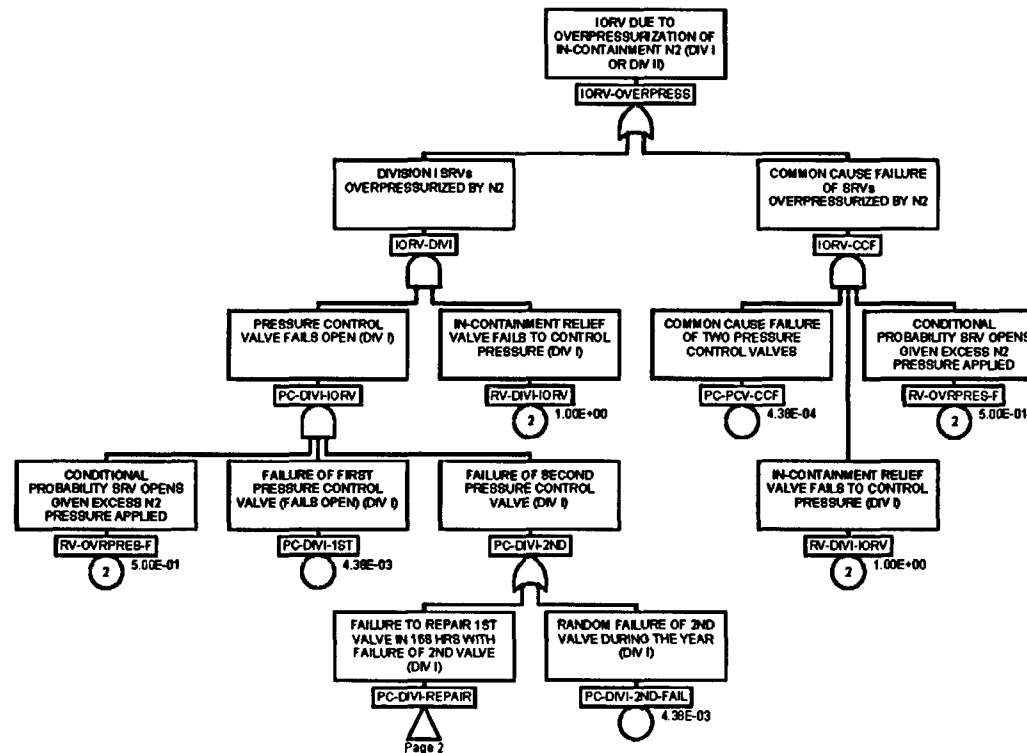 IORV DUE TO
OVERPRESSURIZATION OF
IN-CONTAINMENT N2 (DIV I
OR DIV II)
IORV-OVERPRESS
DIVISION I SRVs
OVERPRESSURIZED BY N2
IORV-DIVI
COMMON CAUSE FAILURE
OF SRVs
OVERPRESSURIZED BY N2
IORV-CCF
PRESSURE CONTROL
VALVE FAILS OPEN (DIV I)
PC-DIVI-IORV
IN-CONTAINMENT RELIEF
VALVE FAILS TO CONTROL
PRESSURE (DIV I)
RV-DIVI-IORV
2
1.00E+00
COMMON CAUSE FAILURE
OF TWO PRESSURE
CONTROL VALVES
PC-PCV-CCF
4.38E-04
CONDITIONAL
PROBABILITY SRV OPENS
GIVEN EXCESS N2
PRESSURE APPLIED
RV-OVRPRES-F
2
5.00E-01
CONDITIONAL
PROBABILITY SRV OPENS
GIVEN EXCESS N2
PRESSURE APPLIED
RV-OVRPRES-F
2
5.00E-01
FAILURE OF FIRST
PRESSURE CONTROL
VALVE (FAILS OPEN) (DIV I)
PC-DIVI-1ST
4.38E-03
FAILURE OF SECOND
PRESSURE CONTROL
VALVE (DIV I)
PC-DIVI-2ND
IN-CONTAINMENT RELIEF
VALVE FAILS TO CONTROL
PRESSURE (DIV I)
RV-DIVI-IORV
2
1.00E+00
FAILURE TO REPAIR 1ST
VALVE IN 168 HRS WITH
FAILURE OF 2ND VALVE
(DIV I)
PC-DIVI-REPAIR
Page 2
RANDOM FAILURE OF 2ND
VALVE DURING THE YEAR
(DIV I)
PC-DIVI-2ND-FAIL
4.38E-03